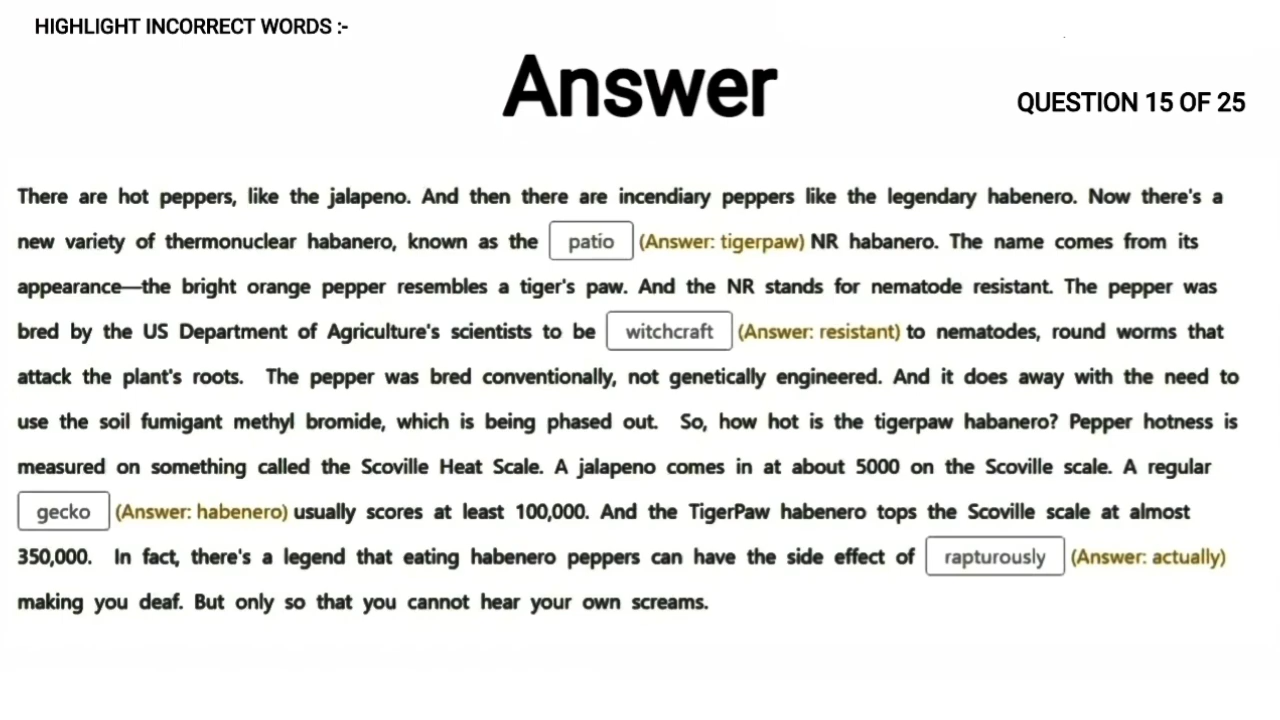 HIGHLIGHT INCORRECT WORDS :-
Answer
QUESTION 15 OF 25
There are hot peppers, like the jalapeno. And then there are incendiary peppers like the legendary habenero. Now there's a
new variety of thermonuclear habanero, known as the patio (Answer: tigerpaw) NR habanero. The name comes from its
appearance—the bright orange pepper resembles a tiger's paw. And the NR stands for nematode resistant. The pepper was
bred by the US Department of Agriculture's scientists to be witchcraft (Answer: resistant) to nematodes, round worms that
attack the plant's roots. The pepper was bred conventionally, not genetically engineered. And it does away with the need to
use the soil fumigant methyl bromide, which is being phased out. So, how hot is the tigerpaw habanero? Pepper hotness is
measured on something called the Scoville Heat Scale. A jalapeno comes in at about 5000 on the Scoville scale. A regular
gecko (Answer: habenero) usually scores at least 100,000. And the TigerPaw habenero tops the Scoville scale at almost
350,000. In fact, there's a legend that eating habenero peppers can have the side effect of rapturously (Answer: actually)
making you deaf. But only so that you cannot hear your own screams.